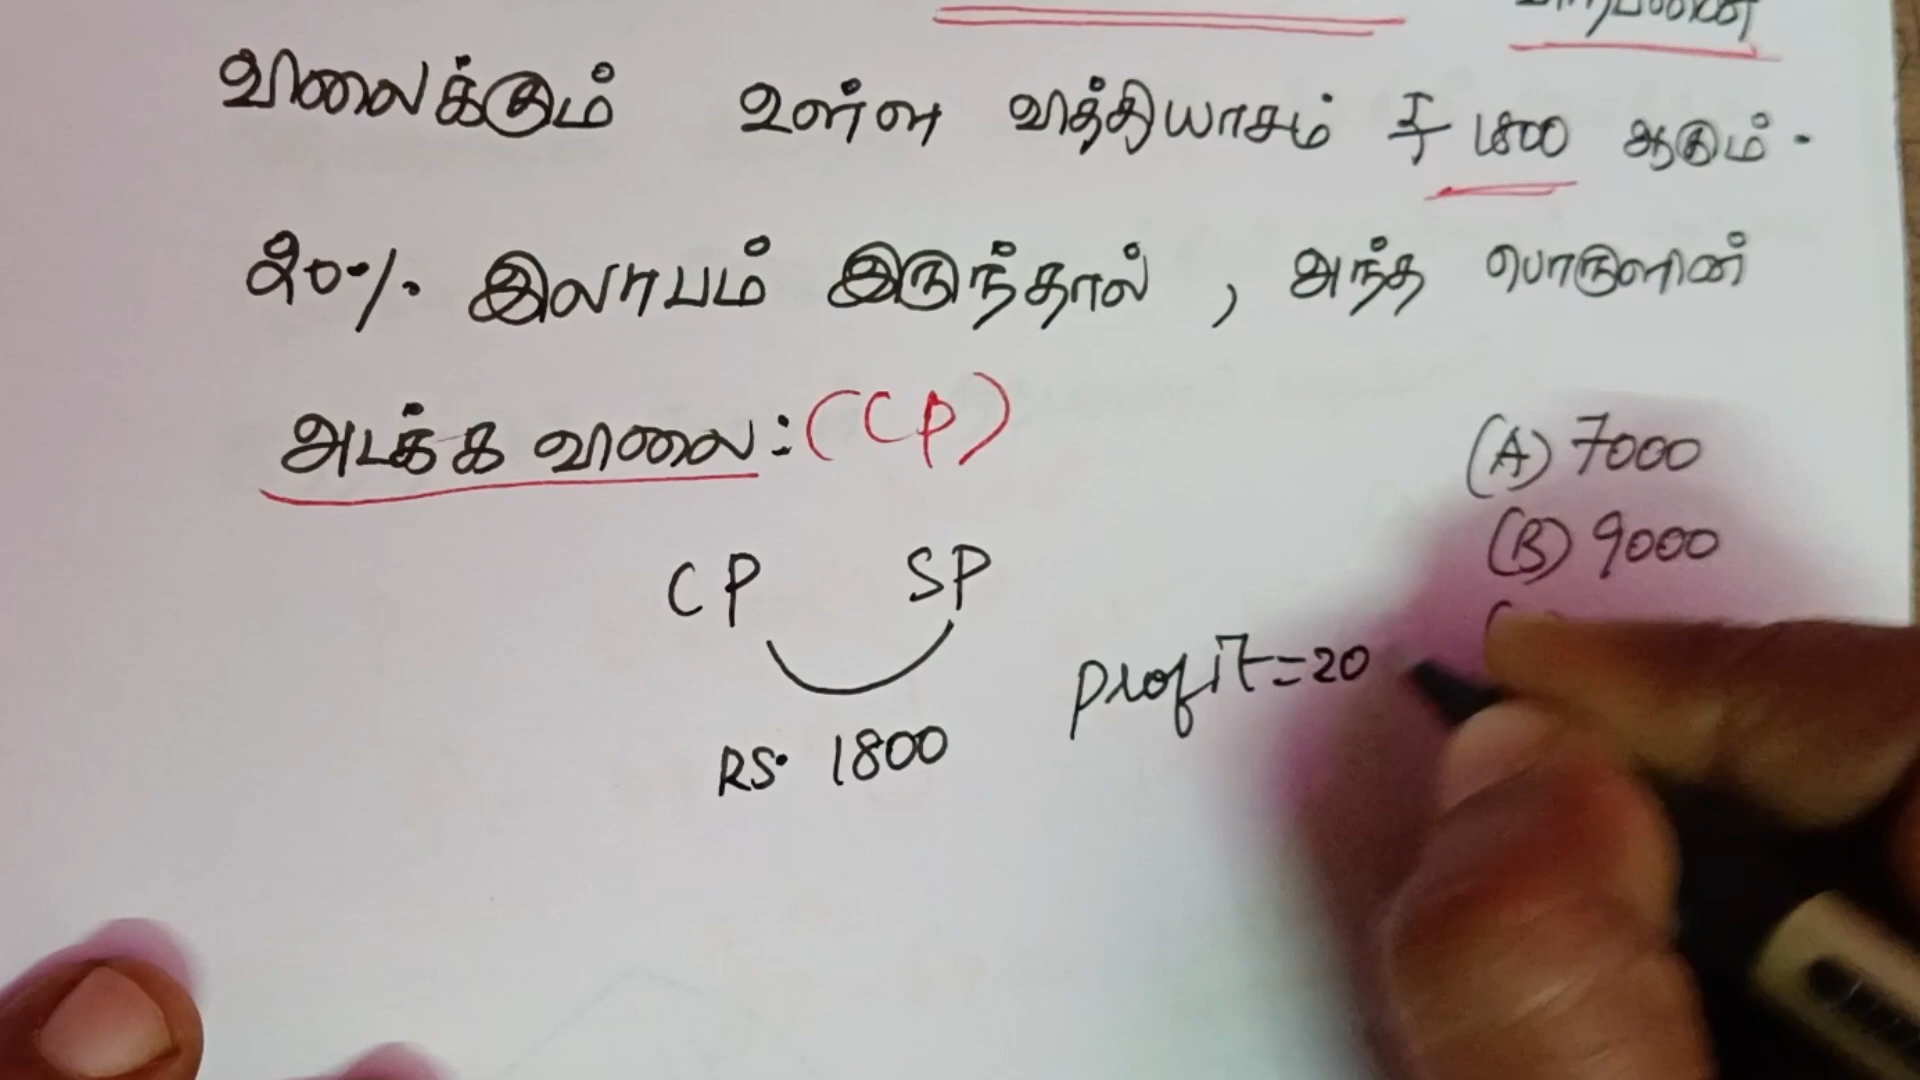 விலைக்கும் உள்ள வித்தியாசம் ₹ 1800 ஆகும்.
20% இலாபம் இருந்தால், அந்த பொருளின்
அடக்க விலை: (CP)
(A) 7000
(B) 9000
CP SP
profit=20
RS. 1800